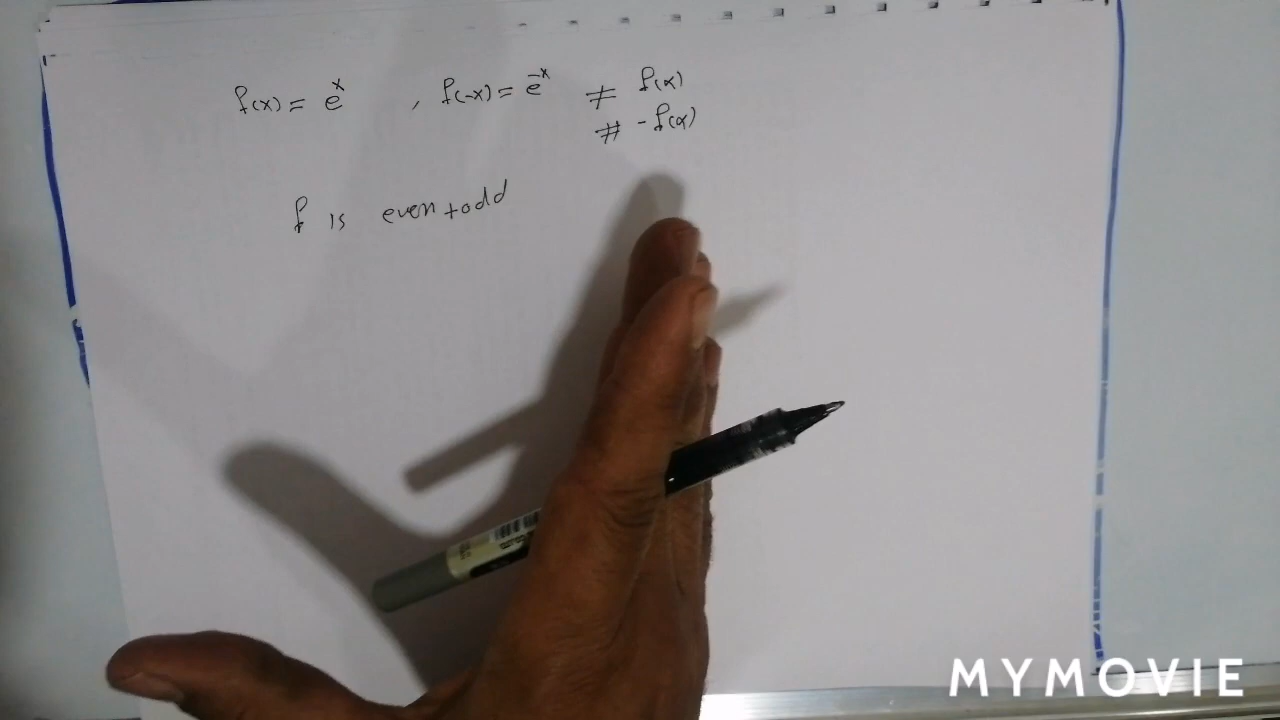 f(x) = e^x , f(-x) = e^-x ≠ f(x)
≠ -f(x)
f is even+odd
MYMOVIE